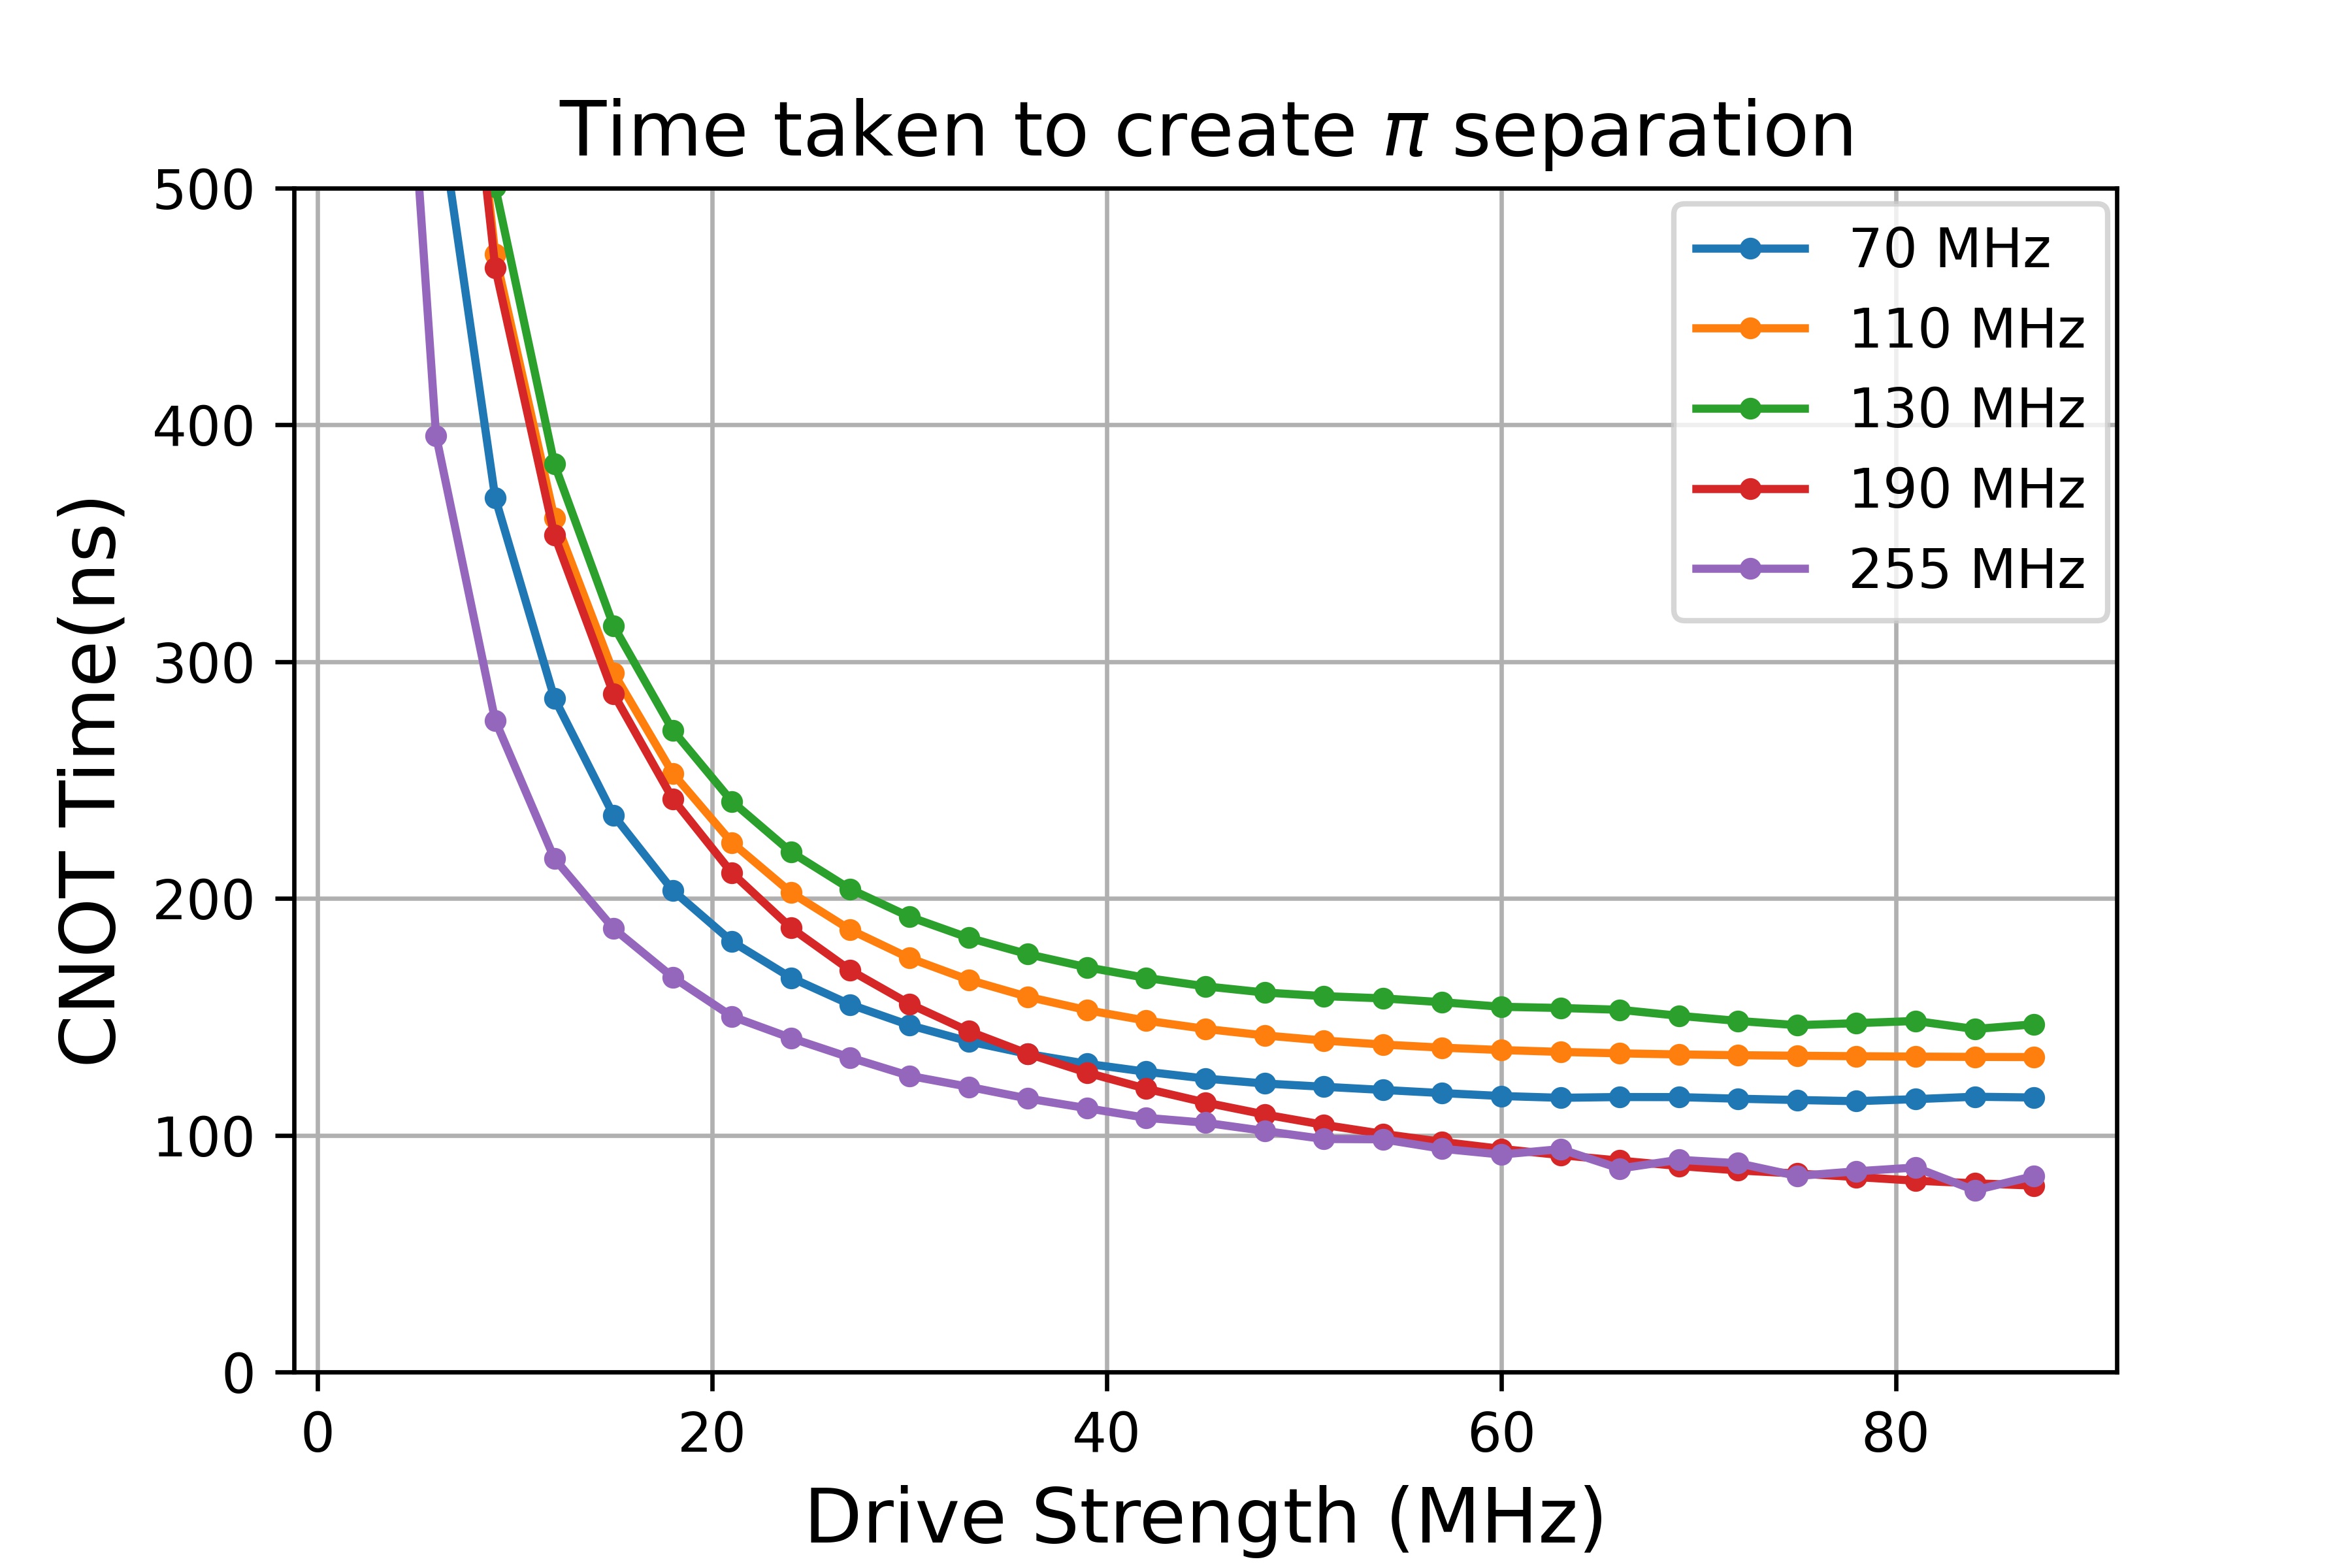 Time taken to create π separation
500
400
300
200
100
0
CNOT Time(ns)
70 MHz
110 MHz
130 MHz
190 MHz
255 MHz
0 20 40 60 80
Drive Strength (MHz)